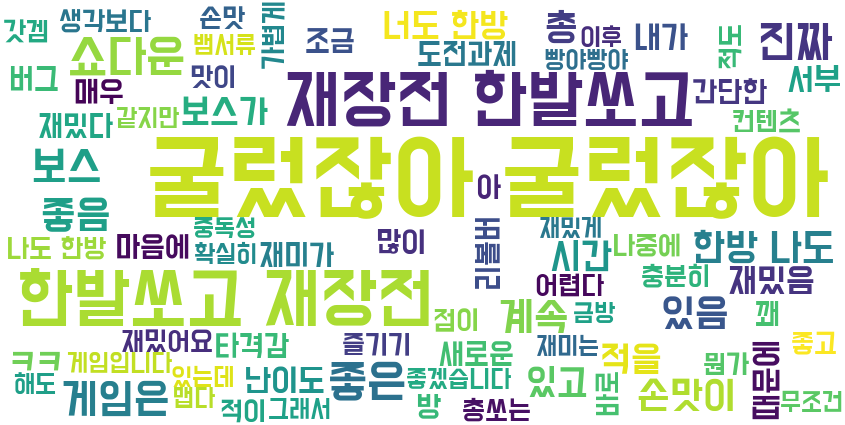 갓겜 생각보다 손맛 가볍게 조금 너도 한방 총 이후 내가 적도 진짜
쇼다운 뱀서류 도전과제 빵야빵야
버그 매우 맛이 보스가 재장전 한발쏘고 간단한 서부
재밌다 같지만 컨텐츠
보스 굴렀잖아 굴렀잖아
좋음 중독성 아 재밌게
나도 한방 마음에 확실히 재미가 많이 리볼버 시간 나중에 한방 나도
한발쏘고 재장전 어렵다 충분히 재밌음
점이 계속 금방 있음 꽤
재밌어요 타격감 즐기기 새로운 재미는 적을 뭔가 좋고
ㅋㅋ 게임입니다
해도 있는데 난이도 좋은 좋겠습니다 있고 바로 손맛이 때문에 무조건
게임은 뱁다 적이 그래서 방 총쏘는